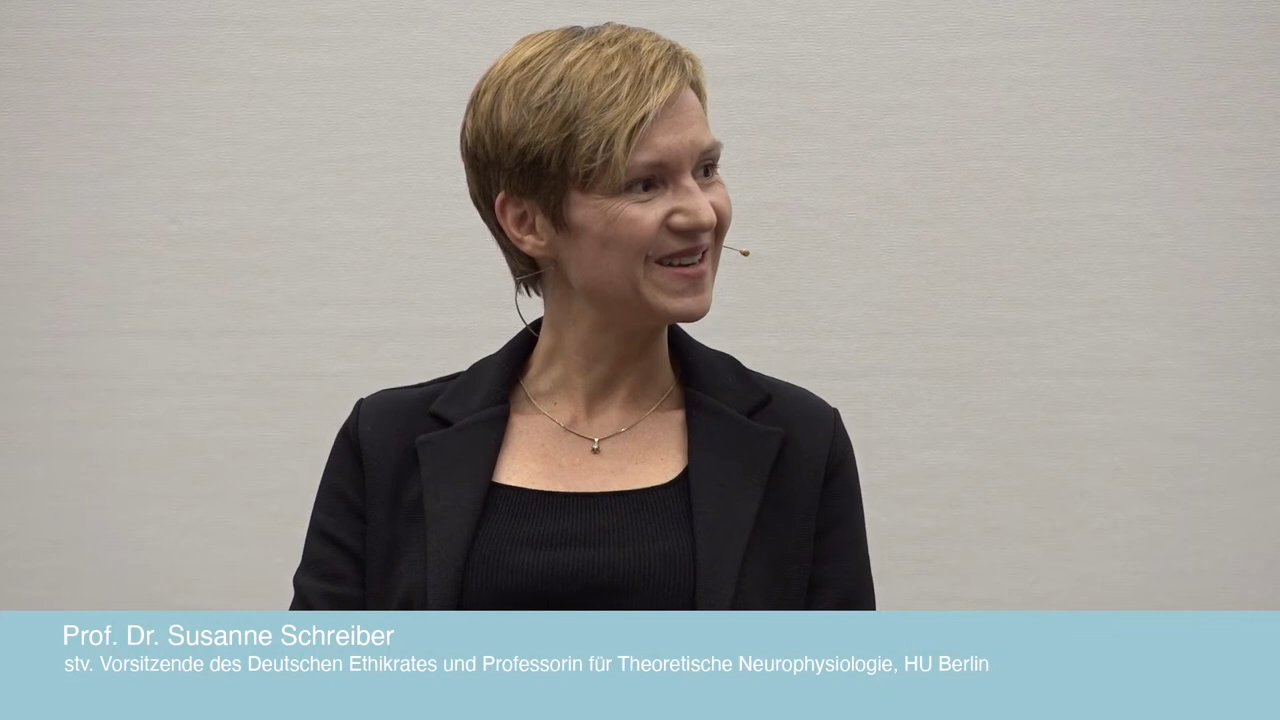 Prof. Dr. Susanne Schreiber
stv. Vorsitzende des Deutschen Ethikrates und Professorin für Theoretische Neurophysiologie, HU Berlin